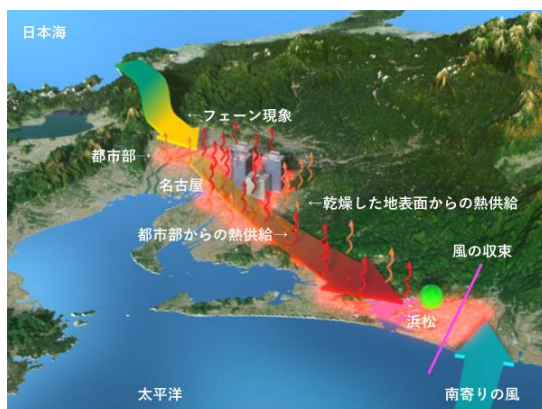 日本海
←フェーン現象
都市部→
名古屋
←乾燥した地表面からの熱供給
都市部からの熱供給→
風の収束
浜松
太平洋
南寄りの風